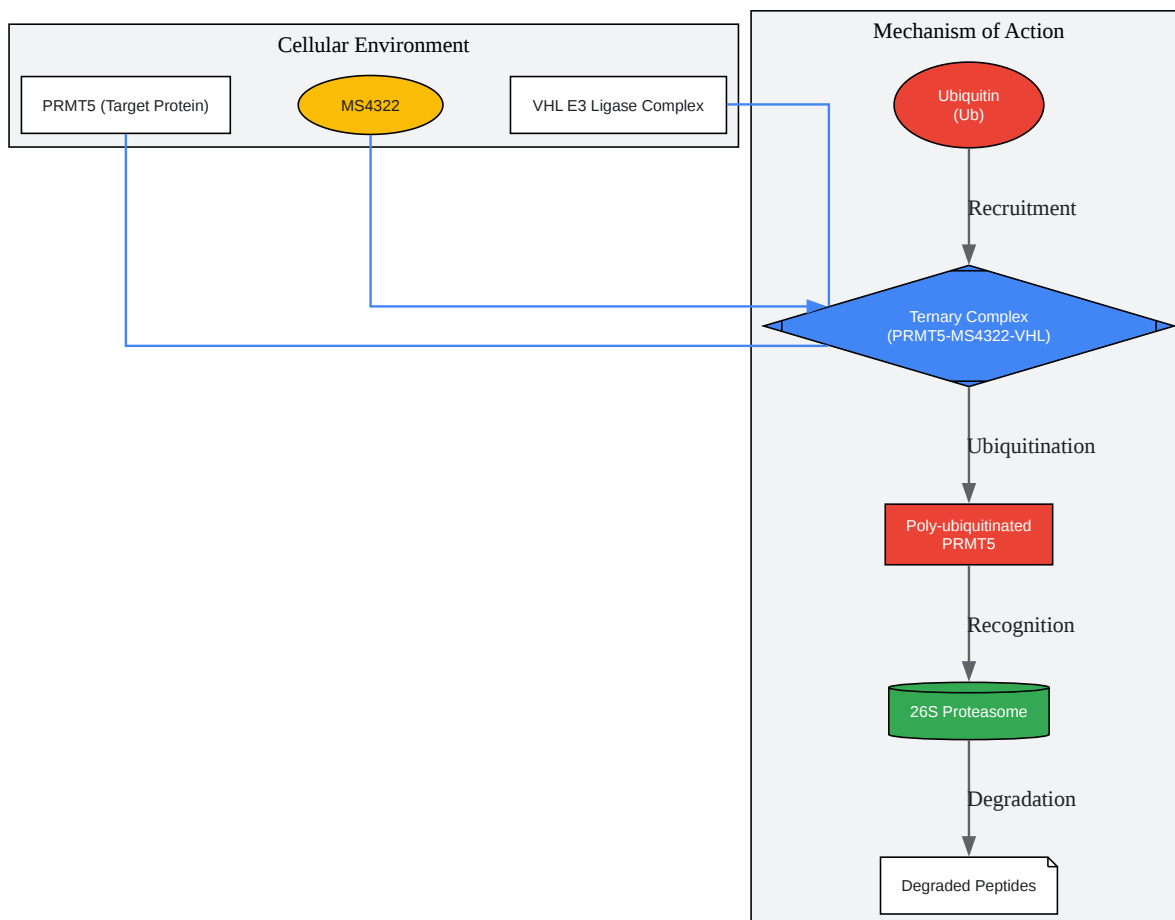 Cellular Environment
PRMT5 (Target Protein)
MS4322
VHL E3 Ligase Complex
Mechanism of Action
Ubiquitin
(Ub)
Recruitment
Ternary Complex
(PRMT5-MS4322-VHL)
Ubiquitination
Poly-ubiquitinated
PRMT5
Recognition
26S Proteasome
Degradation
Degraded Peptides